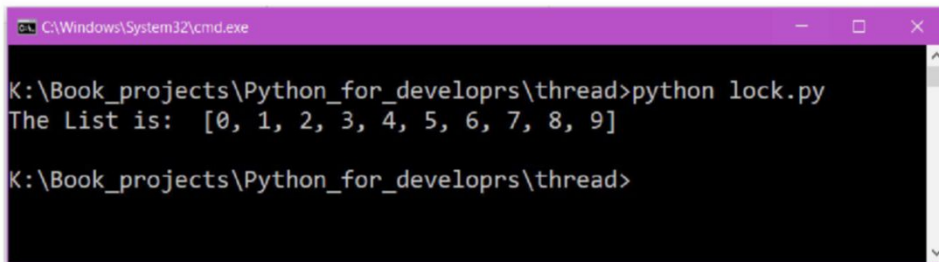 C:\Windows\System32\cmd.exe
K:\Book_projects\Python_for_developrs\thread>python lock.py
The List is:  [0, 1, 2, 3, 4, 5, 6, 7, 8, 9]
K:\Book_projects\Python_for_developrs\thread>